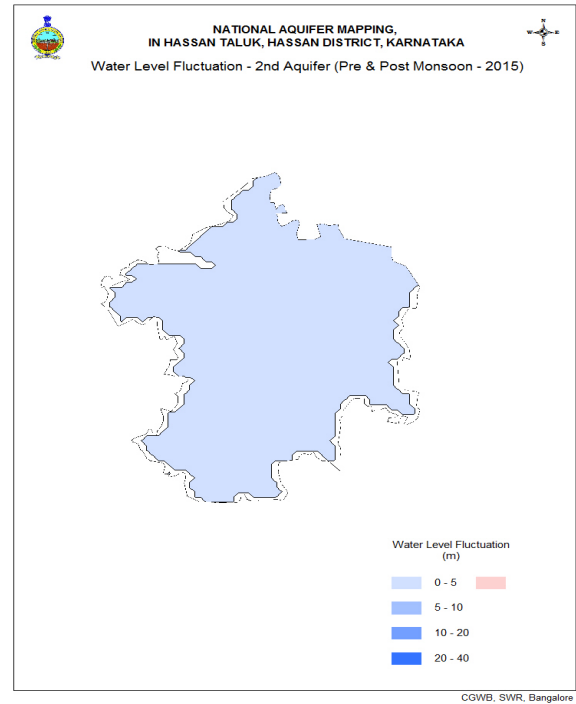 NATIONAL AQUIFER MAPPING,
IN HASSAN TALUK, HASSAN DISTRICT, KARNATAKA
Water Level Fluctuation - 2nd Aquifer (Pre & Post Monsoon - 2015)
N
W E
S
Water Level Fluctuation
(m)
0 - 5
5 - 10
10 - 20
20 - 40
CGWB, SWR, Bangalore